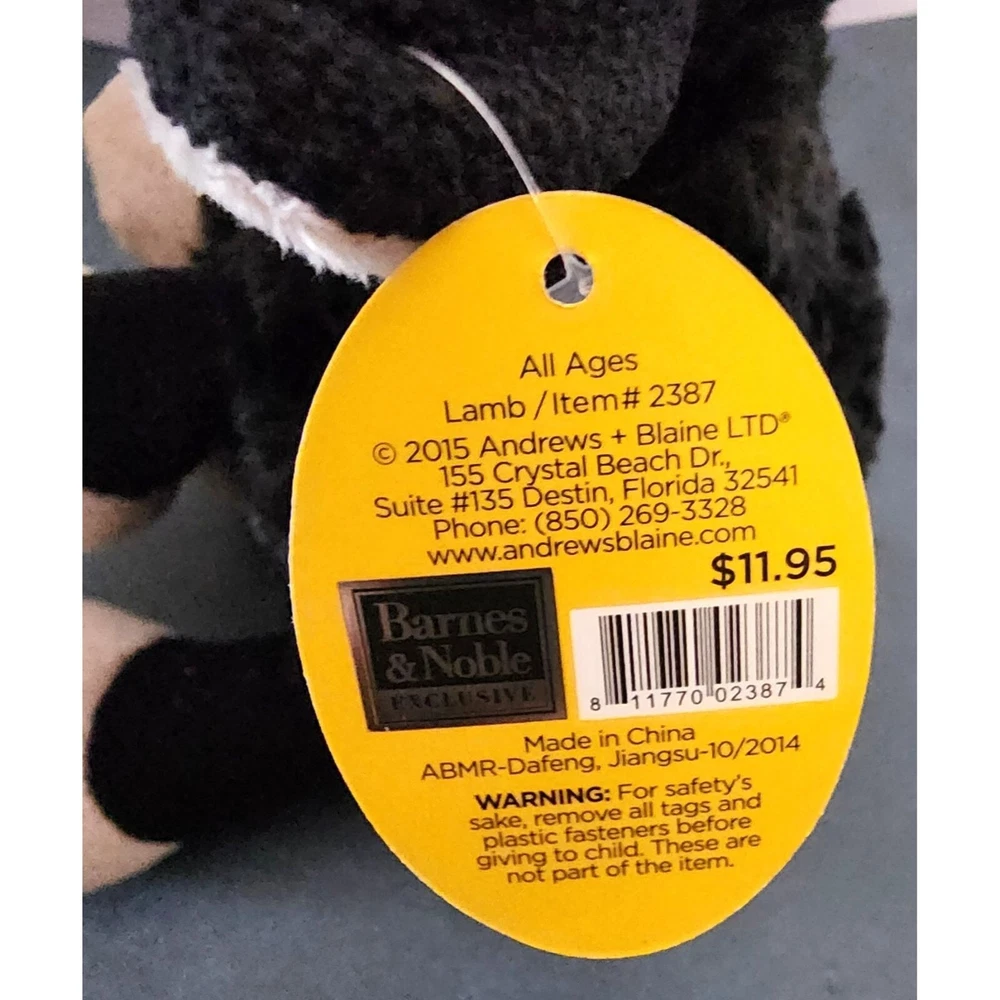 All Ages
Lamb / Item# 2387
© 2015 Andrews + Blaine LTD®
155 Crystal Beach Dr.,
Suite #135 Destin, Florida 32541
Phone: (850) 269-3328
www.andrewsblaine.com
$11.95
Barnes
& Noble
EXCLUSIVE
8 11770 02387 4
Made in China
ABMR-Dafeng, Jiangsu-10/2014
WARNING: For safety's
sake, remove all tags and
plastic fasteners before
giving to child. These are
not part of the item.